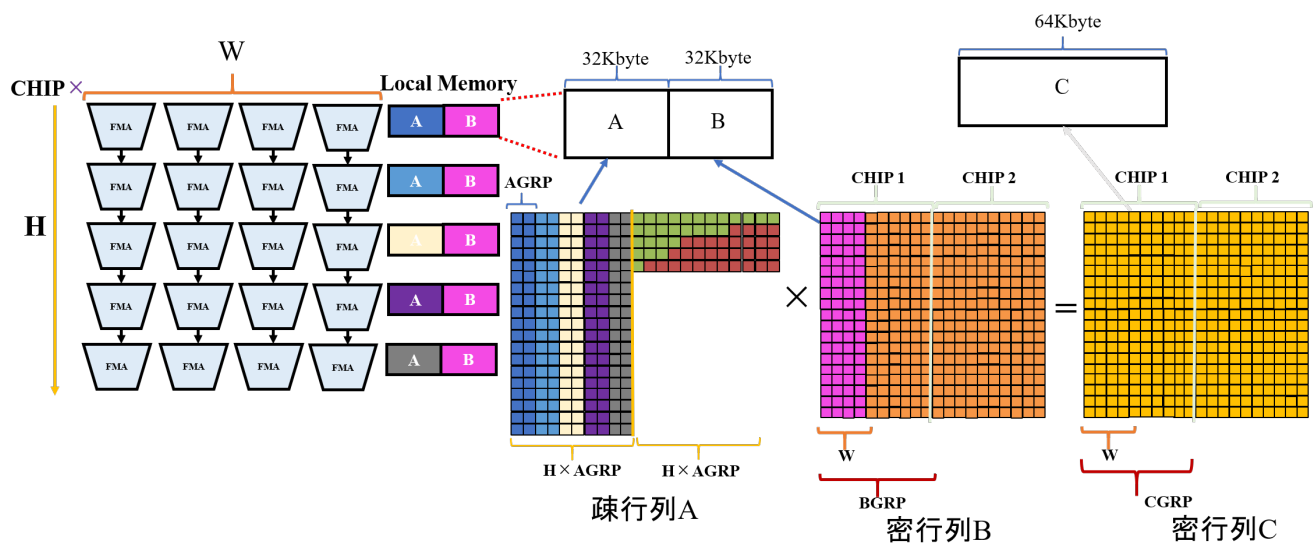 W
CHIP ×
H
FMA FMA FMA FMA
FMA FMA FMA FMA
FMA FMA FMA FMA
FMA FMA FMA FMA
FMA FMA FMA FMA
Local Memory
A B
A B
A B
A B
A B
32Kbyte 32Kbyte
A B
64Kbyte
C
AGRP
H×AGRP H×AGRP
疎行列A
×
CHIP 1 CHIP 2
W
BGRP
密行列B
=
CHIP 1 CHIP 2
W
CGRP
密行列C